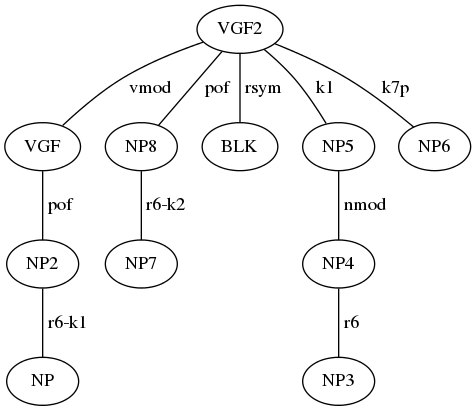 VGF2
vmod pof rsym k1 k7p
VGF NP8 BLK NP5 NP6
pof r6-k2 nmod
NP2 NP7 NP4
r6-k1 r6
NP NP3